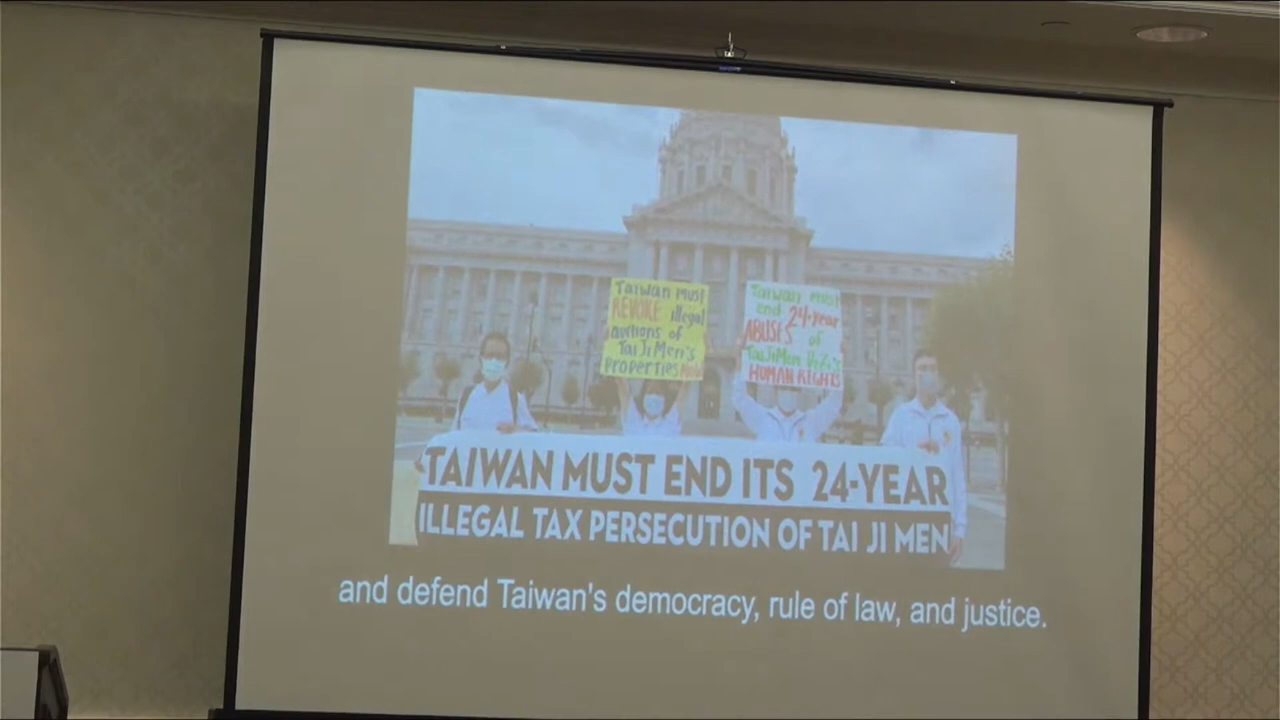 Taiwan Must
REVOKE illegal
auctions of
Tai Ji Men's
Properties
Taiwan Must
end 24-year
ABUSES of
TaiJiMen
HUMAN RIGHTS
TAIWAN MUST END ITS 24-YEAR
ILLEGAL TAX PERSECUTION OF TAI JI MEN
and defend Taiwan's democracy, rule of law, and justice.